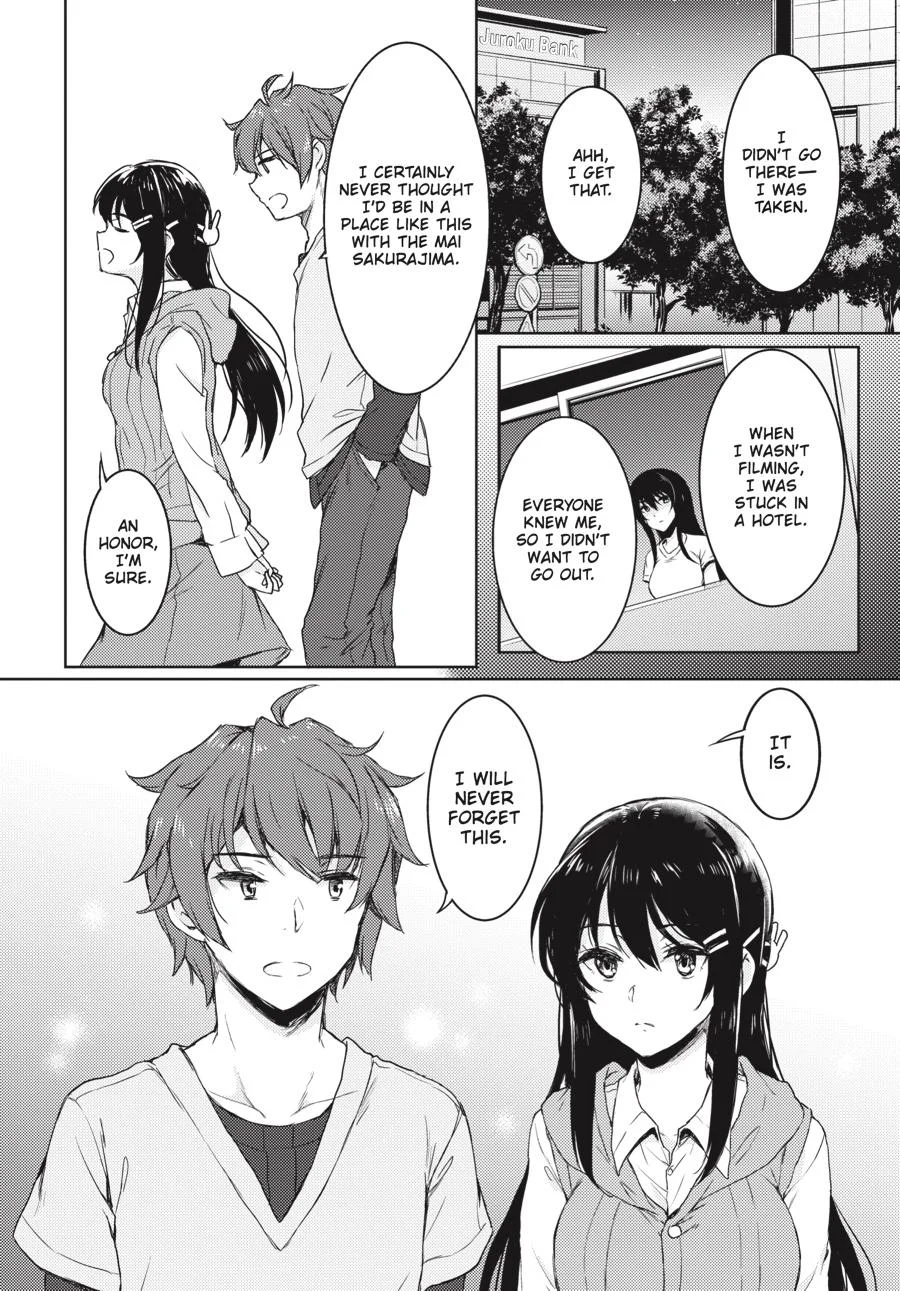 Juroku Bank
I
DIDN'T GO
THERE—
I WAS
TAKEN.
AHH,
I GET
THAT.
WHEN
I WASN'T
FILMING,
I WAS
STUCK IN
A HOTEL.
EVERYONE
KNEW ME,
SO I DIDN'T
WANT TO
GO OUT.
I CERTAINLY
NEVER THOUGHT
I'D BE IN A
PLACE LIKE THIS
WITH THE MAI
SAKURAJIMA.
AN
HONOR,
I'M
SURE.
IT
IS.
I WILL
NEVER
FORGET
THIS.